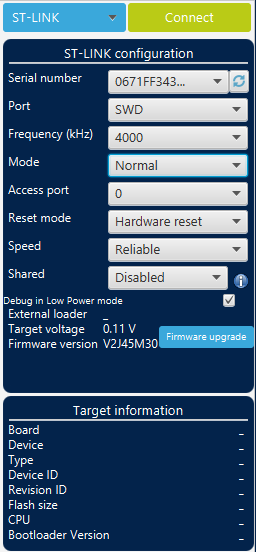 ST-LINK Connect
ST-LINK configuration
Serial number 0671FF343...
Port SWD
Frequency (kHz) 4000
Mode Normal
Access port 0
Reset mode Hardware reset
Speed Reliable
Shared Disabled
Debug in Low Power mode
External loader _
Target voltage 0.11 V
Firmware version V2J45M30 Firmware upgrade
Target information
Board _
Device _
Type _
Device ID _
Revision ID _
Flash size _
CPU _
Bootloader Version _